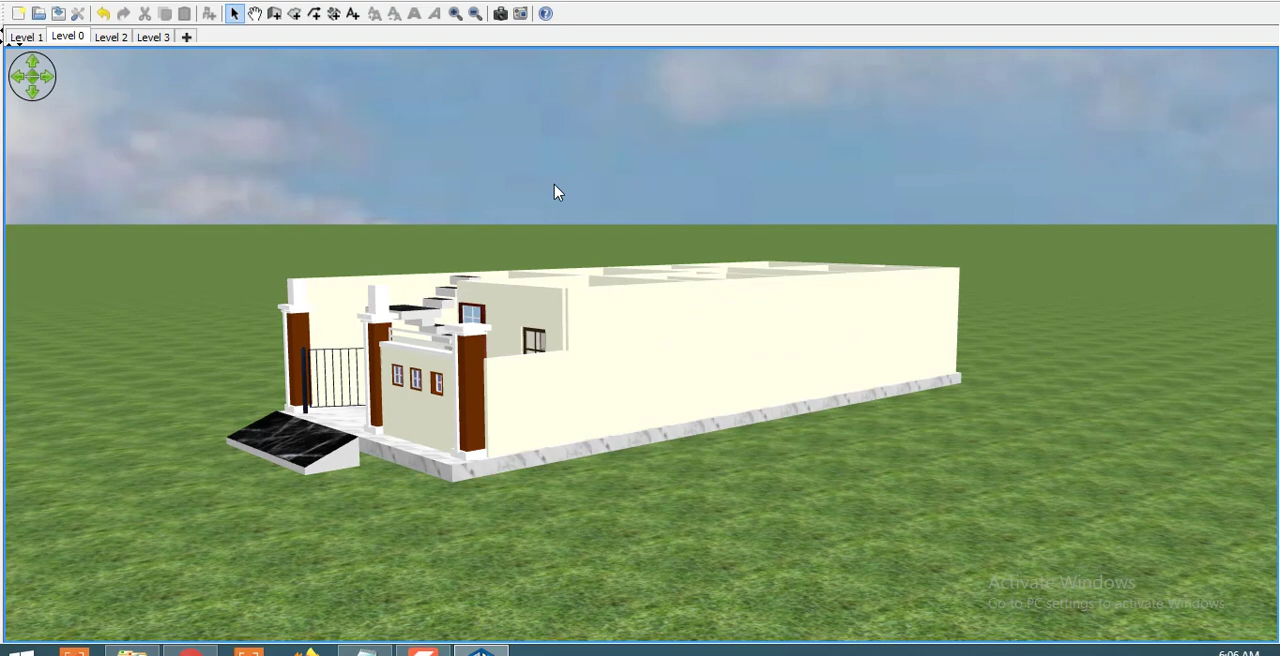 Level 1 Level 0 Level 2 Level 3
Activate Windows
Go to PC settings to activate Windows.
6:06 AM